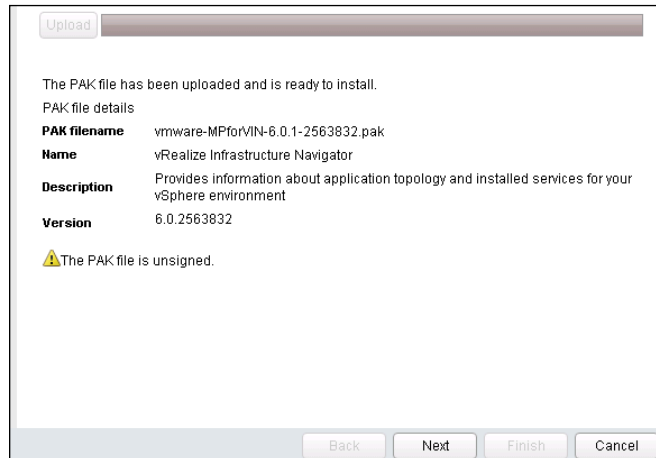 Upload
The PAK file has been uploaded and is ready to install.
PAK file details
PAK filename vmware-MPforVIN-6.0.1-2563832.pak
Name vRealize Infrastructure Navigator
Description Provides information about application topology and installed services for your
vSphere environment
Version 6.0.2563832
The PAK file is unsigned.
Back Next Finish Cancel